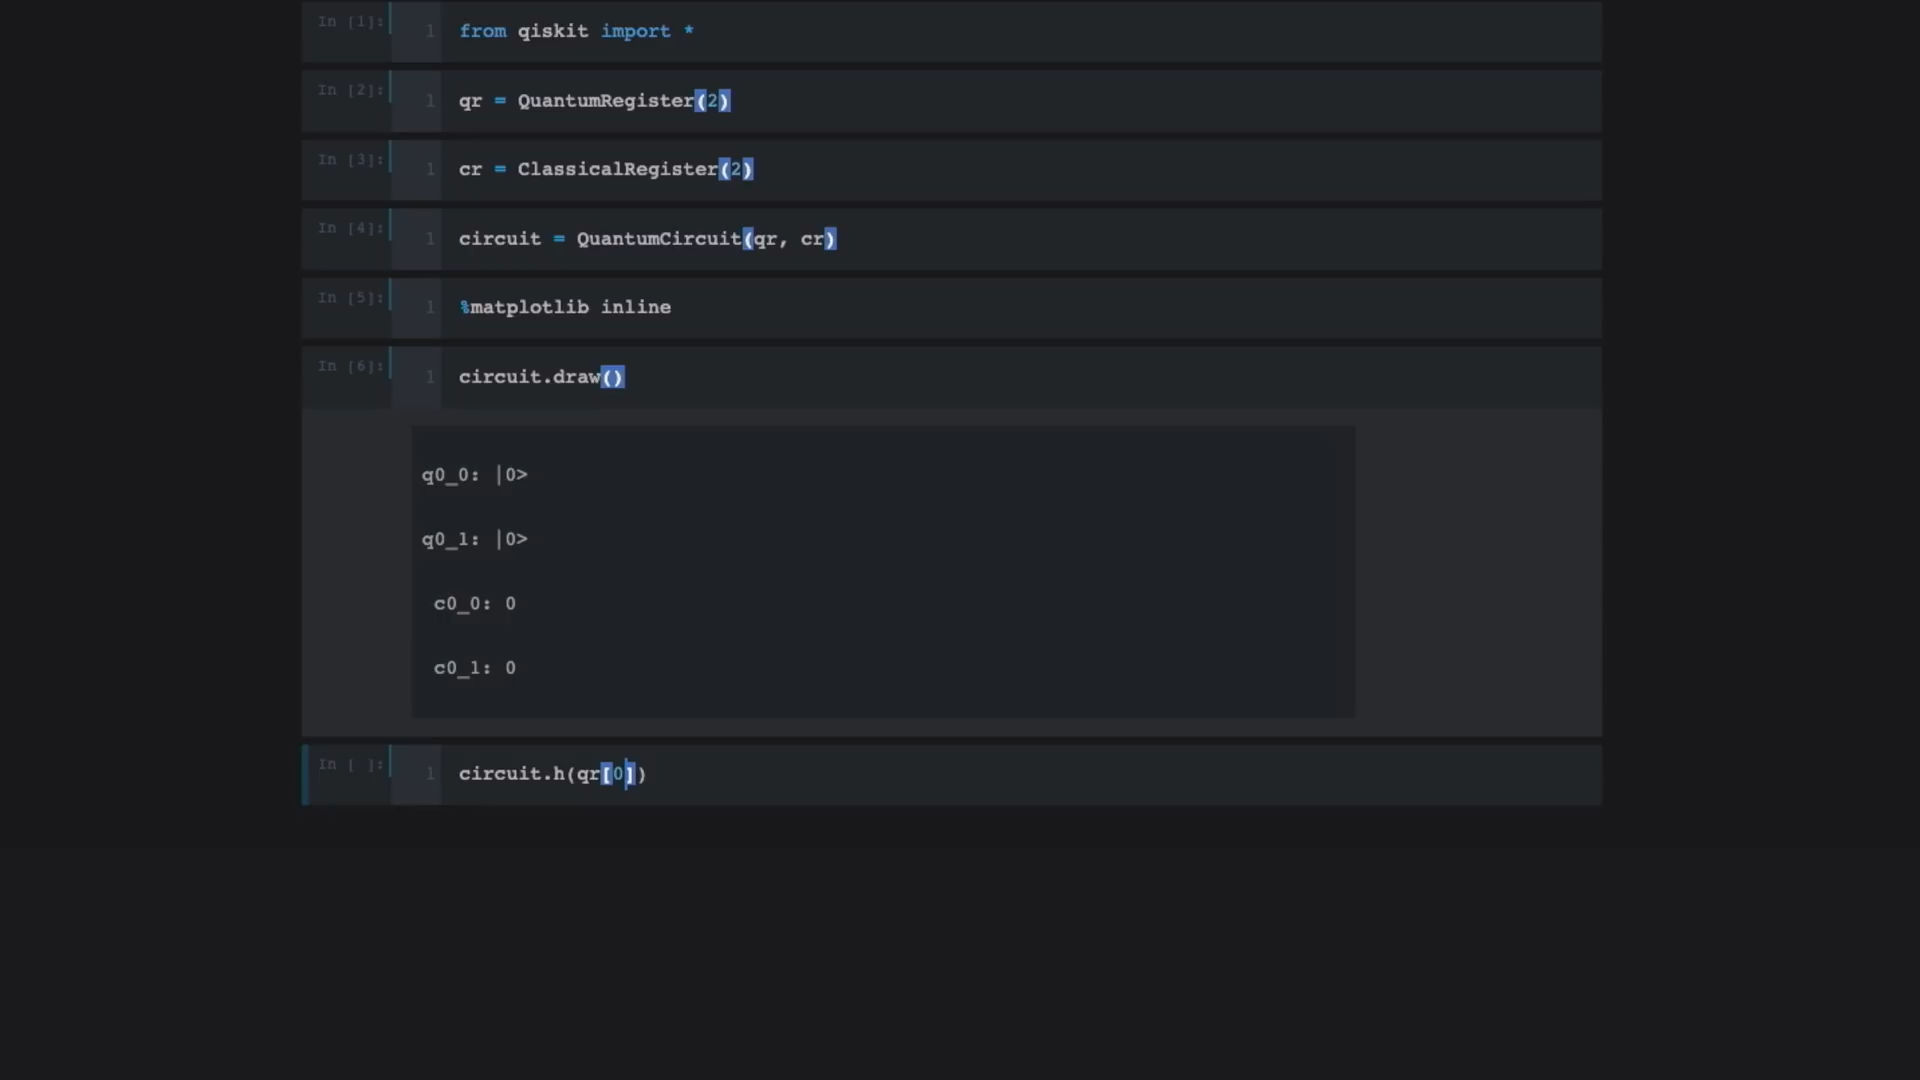 In [1]: 1 from qiskit import *
In [2]: 1 qr = QuantumRegister(2)
In [3]: 1 cr = ClassicalRegister(2)
In [4]: 1 circuit = QuantumCircuit(qr, cr)
In [5]: 1 %matplotlib inline
In [6]: 1 circuit.draw()
q0_0: |0>
q0_1: |0>
c0_0: 0
c0_1: 0
In [ ]: 1 circuit.h(qr[0])